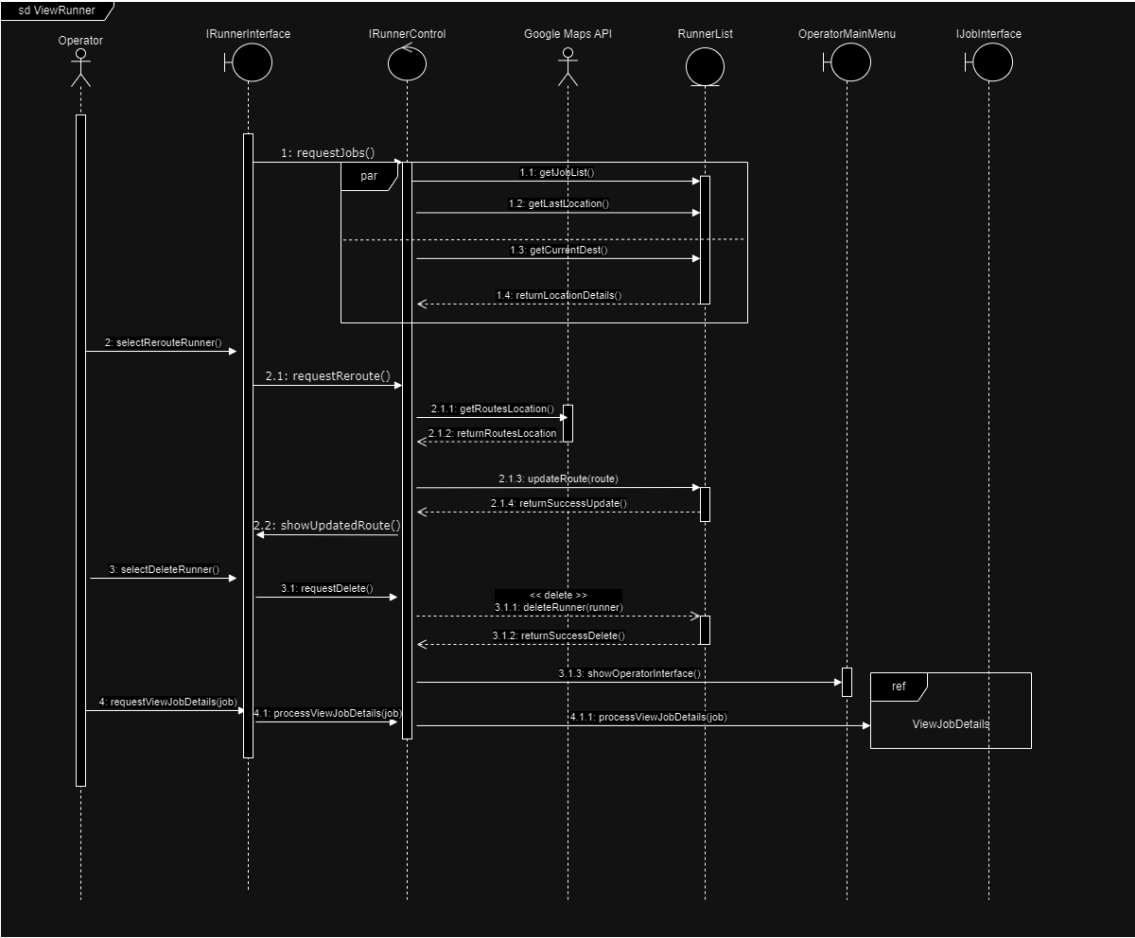 sd ViewRunner
Operator
IRunnerInterface
IRunnerControl
Google Maps API
RunnerList
OperatorMainMenu
IJobInterface
1: requestJobs()
par
1.1: getJobList()
1.2: getLastLocation()
1.3: getCurrentDest()
1.4: returnLocationDetails()
2: selectRerouteRunner()
2.1: requestReroute()
2.1.1: getRoutesLocation()
2.1.2: returnRoutesLocation
2.1.3: updateRoute(route)
2.1.4: returnSuccessUpdate()
2.2: showUpdatedRoute()
3: selectDeleteRunner()
3.1: requestDelete()
<< delete >>
3.1.1: deleteRunner(runner)
3.1.2: returnSuccessDelete()
3.1.3: showOperatorInterface()
ref
4: requestViewJobDetails(job)
4.1: processViewJobDetails(job)
4.1.1: processViewJobDetails(job)
ViewJobDetails